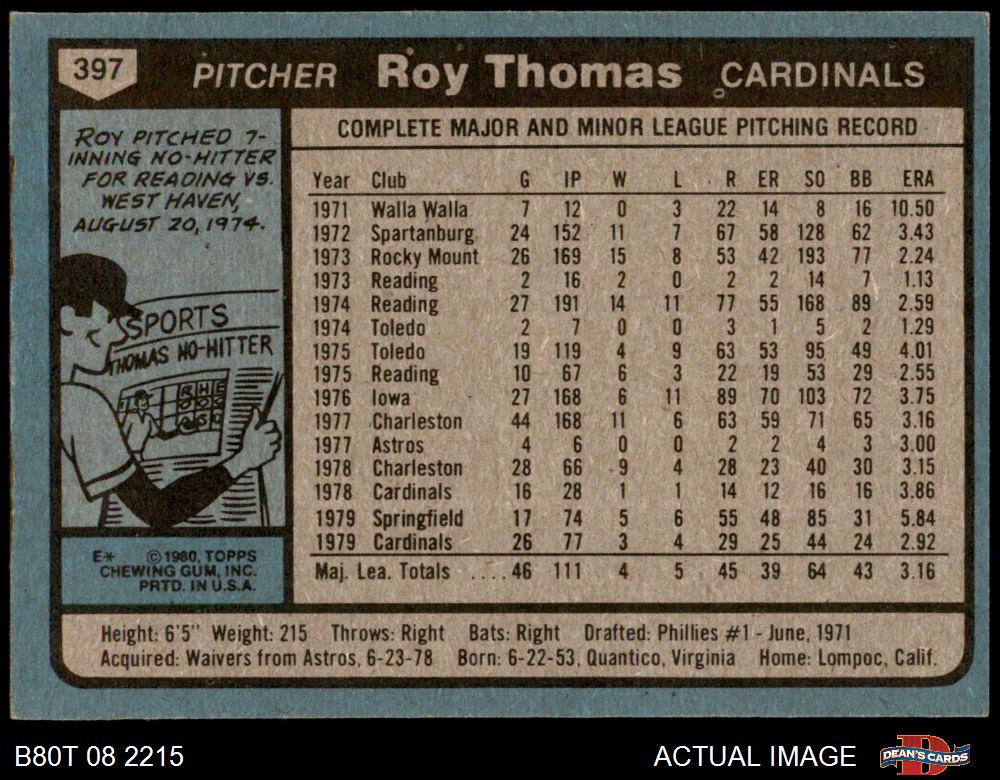 397 PITCHER Roy Thomas CARDINALS
ROY PITCHED 7-
INNING NO-HITTER
FOR READING VS.
WEST HAVEN,
AUGUST 20, 1974.
SPORTS
THOMAS NO-HITTER
RHE
E* © 1980, TOPPS
CHEWING GUM, INC.
PRTD. IN U.S.A.
COMPLETE MAJOR AND MINOR LEAGUE PITCHING RECORD
Year Club G IP W L R ER SO BB ERA
1971 Walla Walla 7 12 0 3 22 14 8 16 10.50
1972 Spartanburg 24 152 11 7 67 58 128 62 3.43
1973 Rocky Mount 26 169 15 8 53 42 193 77 2.24
1973 Reading 2 16 2 0 2 2 14 7 1.13
1974 Reading 27 191 14 11 77 55 168 89 2.59
1974 Toledo 2 7 0 0 3 1 5 2 1.29
1975 Toledo 19 119 4 9 63 53 95 49 4.01
1975 Reading 10 67 6 3 22 19 53 29 2.55
1976 Iowa 27 168 6 11 89 70 103 72 3.75
1977 Charleston 44 168 11 6 63 59 71 65 3.16
1977 Astros 4 6 0 0 2 2 4 3 3.00
1978 Charleston 28 66 9 4 28 23 40 30 3.15
1978 Cardinals 16 28 1 1 14 12 16 16 3.86
1979 Springfield 17 74 5 6 55 48 85 31 5.84
1979 Cardinals 26 77 3 4 29 25 44 24 2.92
Maj. Lea. Totals ....46 111 4 5 45 39 64 43 3.16
Height: 6'5" Weight: 215 Throws: Right Bats: Right Drafted: Phillies #1 - June, 1971
Acquired: Waivers from Astros, 6-23-78 Born: 6-22-53, Quantico, Virginia Home: Lompoc, Calif.
B80T 08 2215 ACTUAL IMAGE DEAN'S CARDS